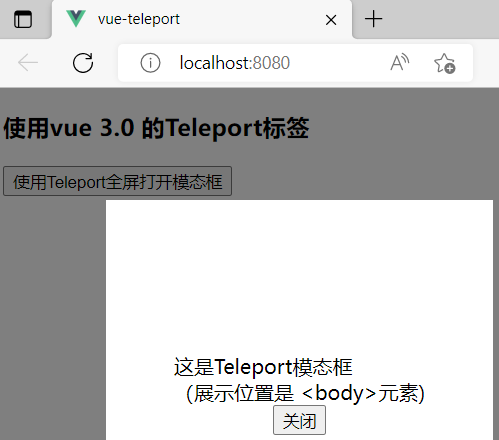 vue-teleport
localhost:8080
使用vue 3.0 的Teleport标签
使用Teleport全屏打开模态框
这是Teleport模态框
（展示位置是 <body>元素)
关闭